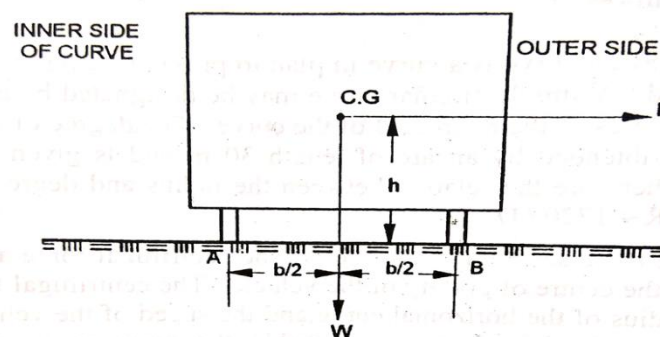 INNER SIDE
OF CURVE
OUTER SIDE
C.G
h
A
b/2
b/2
B
W